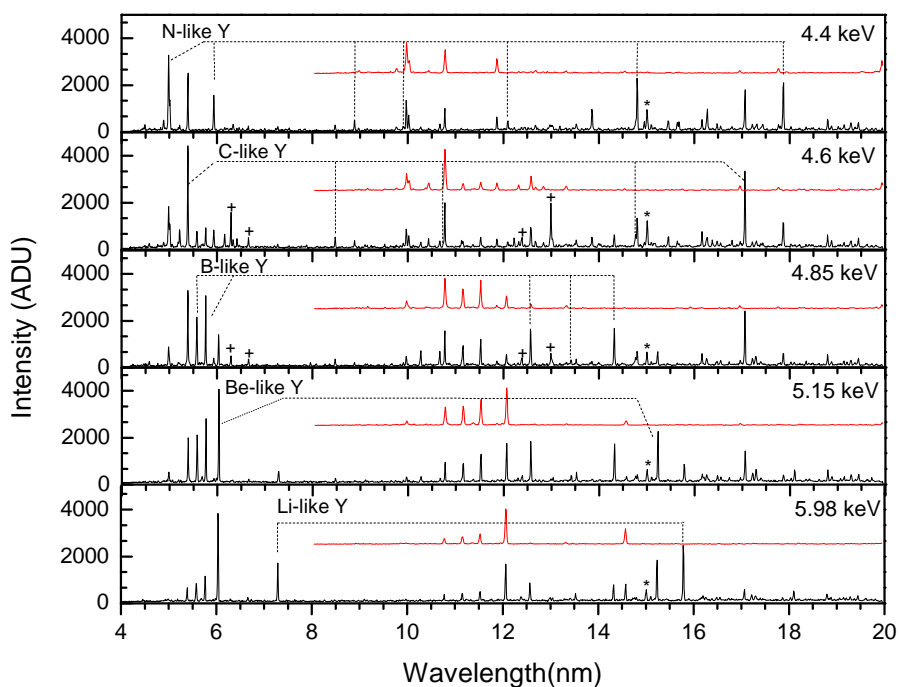 N-like Y
4.4 keV
4000
2000
0
*
C-like Y
4.6 keV
4000
2000
0
+ + + + *
B-like Y
4.85 keV
4000
2000
0
+ + + + *
Be-like Y
5.15 keV
4000
2000
0
*
Li-like Y
5.98 keV
4000
2000
0
*
Intensity (ADU)
4 6 8 10 12 14 16 18 20
Wavelength(nm)